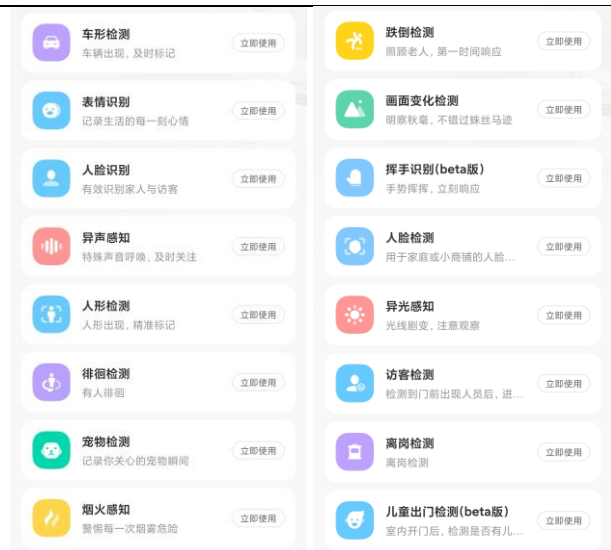 车形检测
车辆出现，及时标记
立即使用
表情识别
记录生活的每一刻心情
立即使用
人脸识别
有效识别家人与访客
立即使用
异声感知
特殊声音呼唤，及时关注
立即使用
人形检测
人形出现，精准标记
立即使用
徘徊检测
有人徘徊
立即使用
宠物检测
记录你关心的宠物瞬间
立即使用
烟火感知
警惕每一次烟雾危险
立即使用
跌倒检测
照顾老人，第一时间响应
立即使用
画面变化检测
明察秋毫，不错过蛛丝马迹
立即使用
挥手识别(beta版)
手势挥挥，立刻响应
立即使用
人脸检测
用于家庭或小商铺的人脸...
立即使用
异光感知
光线剧变，注意观察
立即使用
访客检测
检测到门前出现人员后，进...
立即使用
离岗检测
离岗检测
立即使用
儿童出门检测(beta版)
室内开门后，检测是否有儿...
立即使用